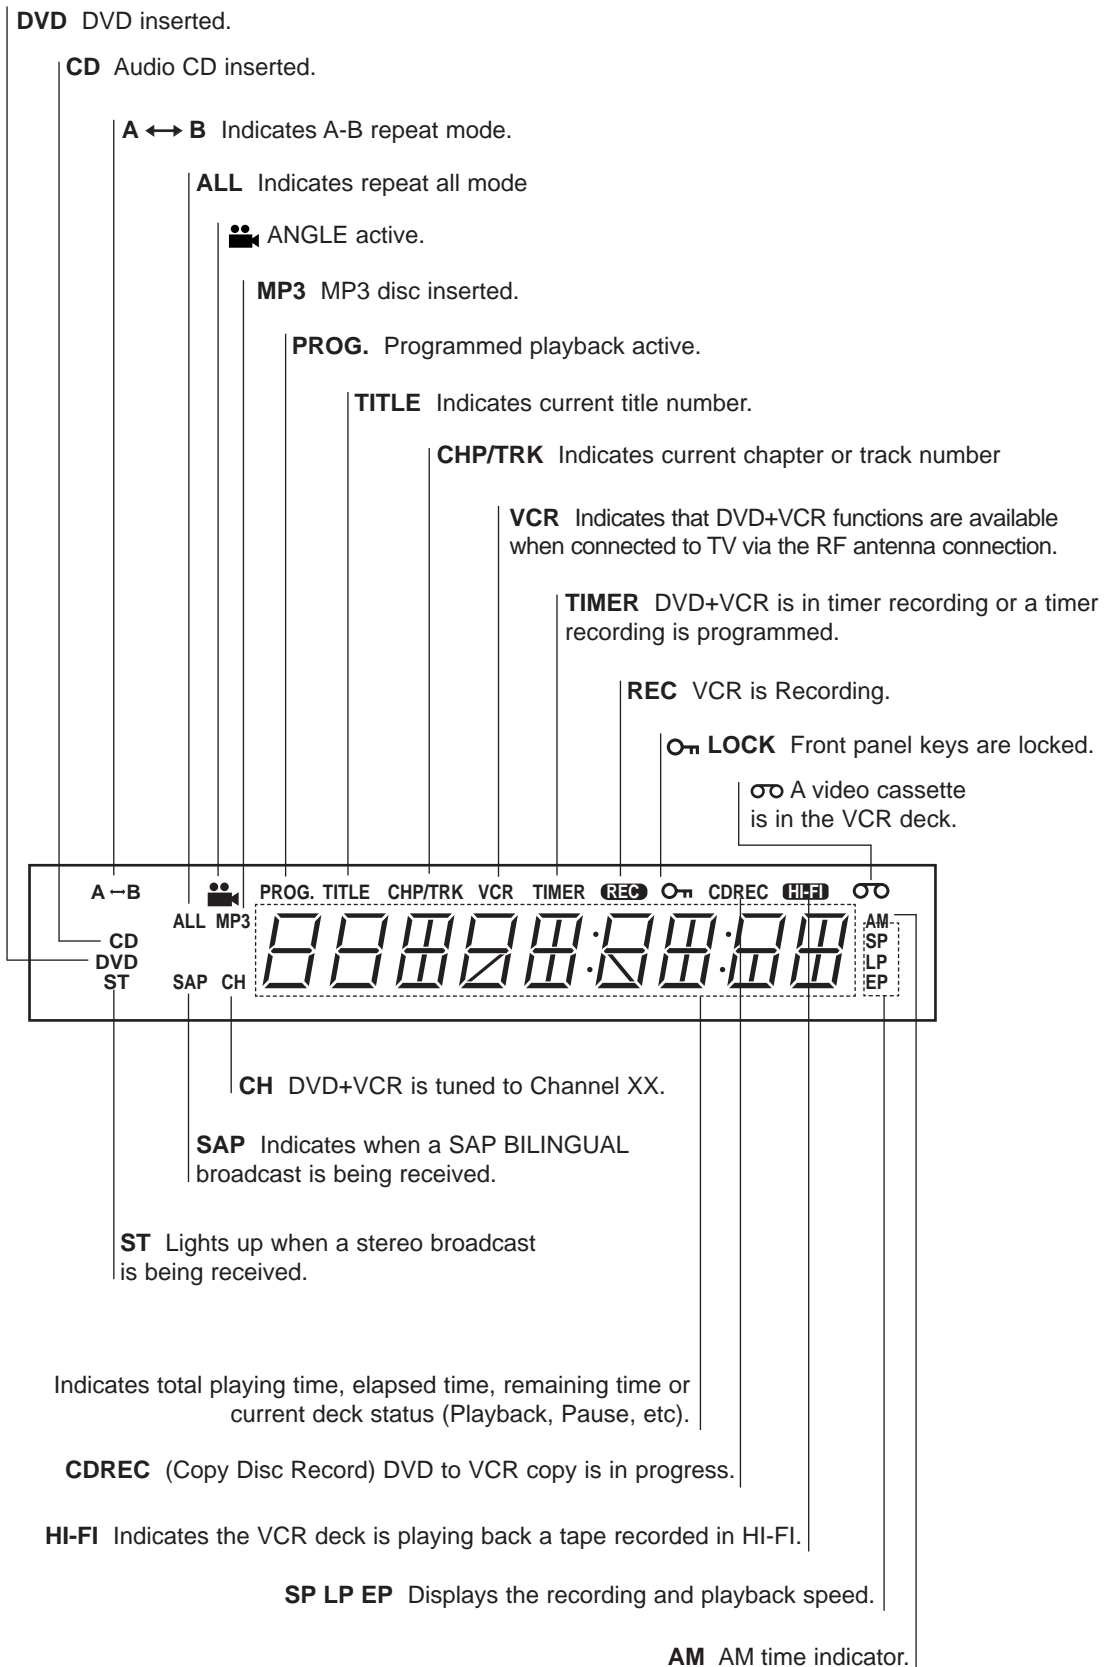 DVD DVD inserted.
CD Audio CD inserted.
A ↔ B Indicates A-B repeat mode.
ALL Indicates repeat all mode
ANGLE active.
MP3 MP3 disc inserted.
PROG. Programmed playback active.
TITLE Indicates current title number.
CHP/TRK Indicates current chapter or track number
VCR Indicates that DVD+VCR functions are available
when connected to TV via the RF antenna connection.
TIMER DVD+VCR is in timer recording or a timer
recording is programmed.
REC VCR is Recording.
LOCK Front panel keys are locked.
A video cassette
is in the VCR deck.
A↔B PROG. TITLE CHP/TRK VCR TIMER REC CDREC HI-FI
ALL MP3 AM
CD SP
DVD LP
ST SAP CH EP
CH DVD+VCR is tuned to Channel XX.
SAP Indicates when a SAP BILINGUAL
broadcast is being received.
ST Lights up when a stereo broadcast
is being received.
Indicates total playing time, elapsed time, remaining time or
current deck status (Playback, Pause, etc).
CDREC (Copy Disc Record) DVD to VCR copy is in progress.
HI-FI Indicates the VCR deck is playing back a tape recorded in HI-FI.
SP LP EP Displays the recording and playback speed.
AM AM time indicator.